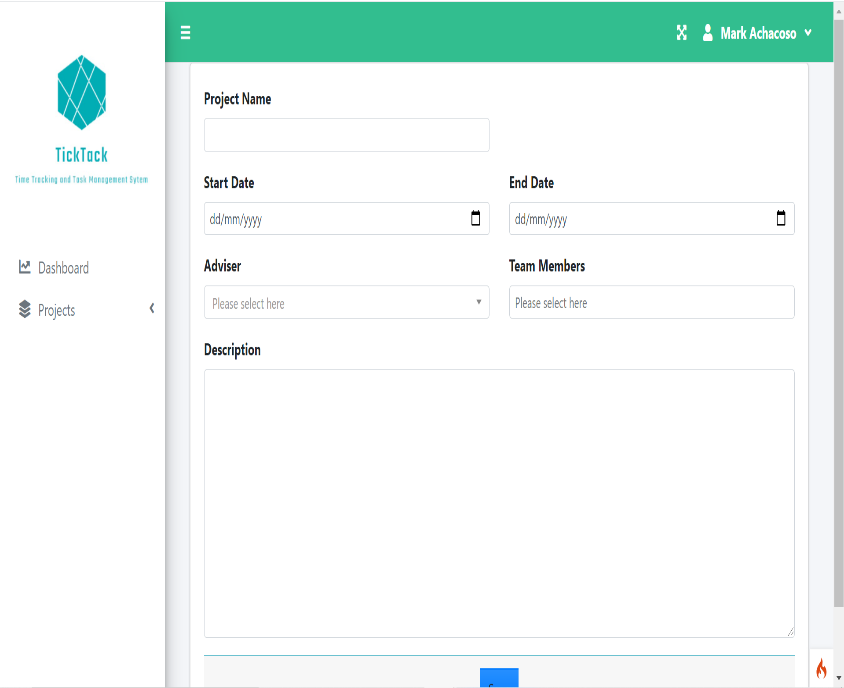 Mark Achacoso
TickTack
Time Tracking and Task Management Sytem
Dashboard
Projects
Project Name
Start Date
End Date
dd/mm/yyyy
dd/mm/yyyy
Adviser
Team Members
Please select here
Please select here
Description